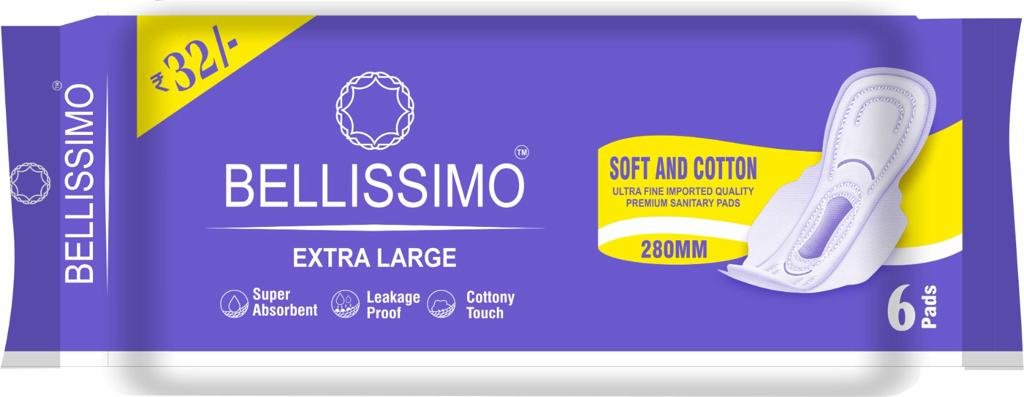 ₹32/-
BELLISSIMO
TM
BELLISSIMO
TM
EXTRA LARGE
Super
Absorbent
Leakage
Proof
Cottony
Touch
SOFT AND COTTON
ULTRA FINE IMPORTED QUALITY
PREMIUM SANITARY PADS
280MM
6
Pads